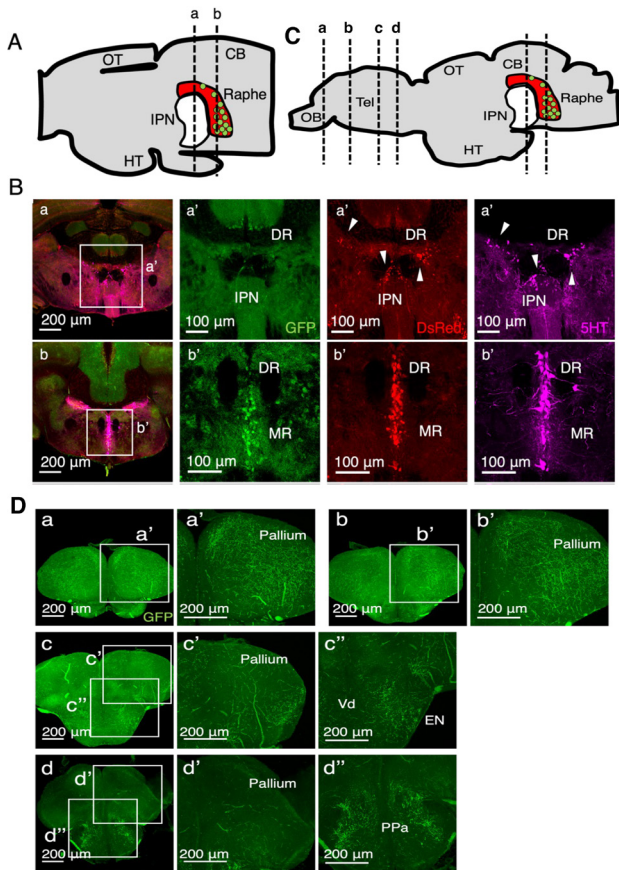 A
a
b
OT
CB
Raphe
IPN
HT
C
a
b
c
d
OT
CB
Tel
OB
Raphe
IPN
HT
B
a
a'
200 µm
a'
DR
IPN
GFP
100 µm
a'
DR
IPN
DsRed
100 µm
a'
DR
IPN
5HT
100 µm
b
b'
200 µm
b'
DR
MR
100 µm
b'
DR
MR
100 µm
b'
DR
MR
100 µm
D
a
a'
200 µm
GFP
a'
Pallium
200 µm
b
b'
200 µm
b'
Pallium
200 µm
c
c'
c''
200 µm
c'
Pallium
200 µm
c''
Vd
EN
200 µm
d
d'
d''
200 µm
d'
Pallium
200 µm
d''
PPa
200 µm